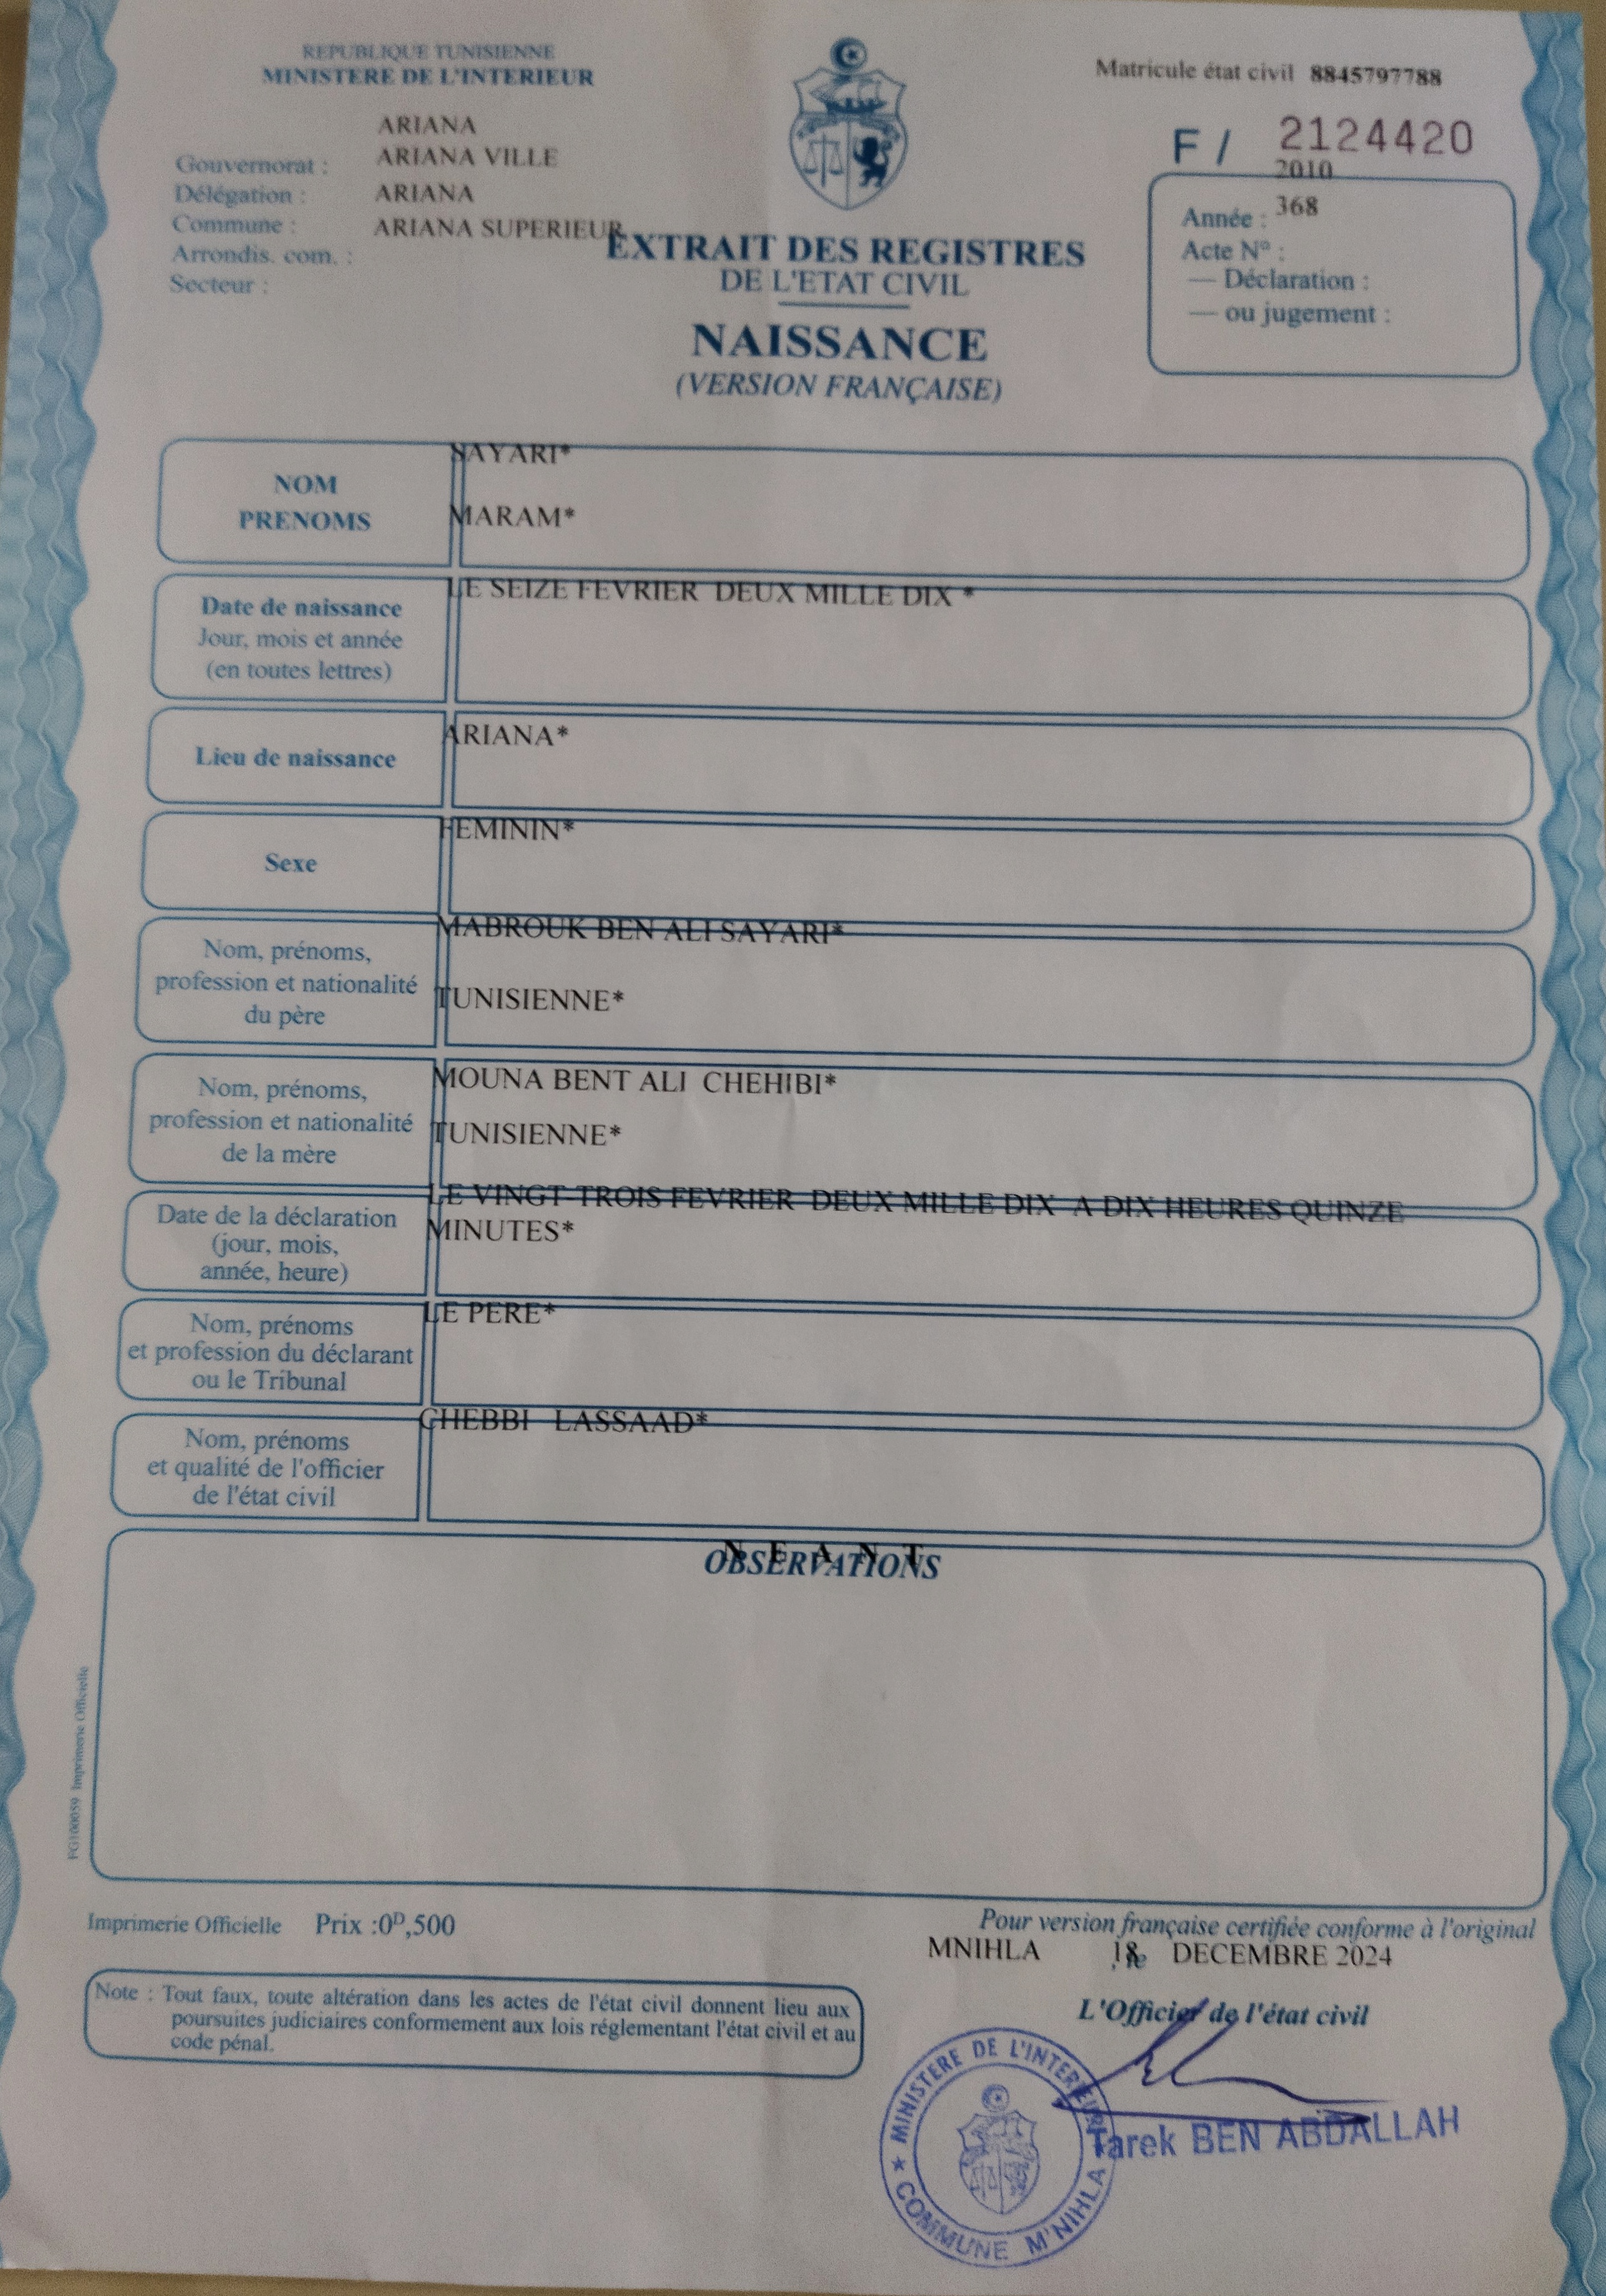 REPUBLIQUE TUNISIENNE
MINISTERE DE L'INTERIEUR
ARIANA
Gouvernorat : ARIANA VILLE
Délégation : ARIANA
Commune : ARIANA SUPERIEUR
Arrondis. com. :
Secteur :
Matricule état civil 8845797788
F / 2124420
2010
Année : 368
Acte N° :
— Déclaration :
— ou jugement :
EXTRAIT DES REGISTRES
DE L'ETAT CIVIL
NAISSANCE
(VERSION FRANÇAISE)
NOM
PRENOMS
SAYARI*
MARAM*
Date de naissance
Jour, mois et année
(en toutes lettres)
LE SEIZE FEVRIER DEUX MILLE DIX *
Lieu de naissance
ARIANA*
Sexe
FEMININ*
Nom, prénoms,
profession et nationalité
du père
MABROUK BEN ALI SAYARI*
TUNISIENNE*
Nom, prénoms,
profession et nationalité
de la mère
MOUNA BENT ALI CHEHIBI*
TUNISIENNE*
Date de la déclaration
(jour, mois,
année, heure)
LE VINGT TROIS FEVRIER DEUX MILLE DIX A DIX HEURES QUINZE
MINUTES*
Nom, prénoms
et profession du déclarant
ou le Tribunal
LE PERE*
Nom, prénoms
et qualité de l'officier
de l'état civil
CHEBBI LASSAAD*
N E A N T
OBSERVATIONS
FG100059 Imprimerie Officielle
Imprimerie Officielle Prix :0D,500
Pour version française certifiée conforme à l'original
MNIHLA , le 18 DECEMBRE 2024
Note : Tout faux, toute altération dans les actes de l'état civil donnent lieu aux
poursuites judiciaires conformement aux lois réglementant l'état civil et au
code pénal.
L'Officier de l'état civil
MINISTERE DE L'INTERIEUR
★ COMMUNE M'NIHLA
Tarek BEN ABDALLAH